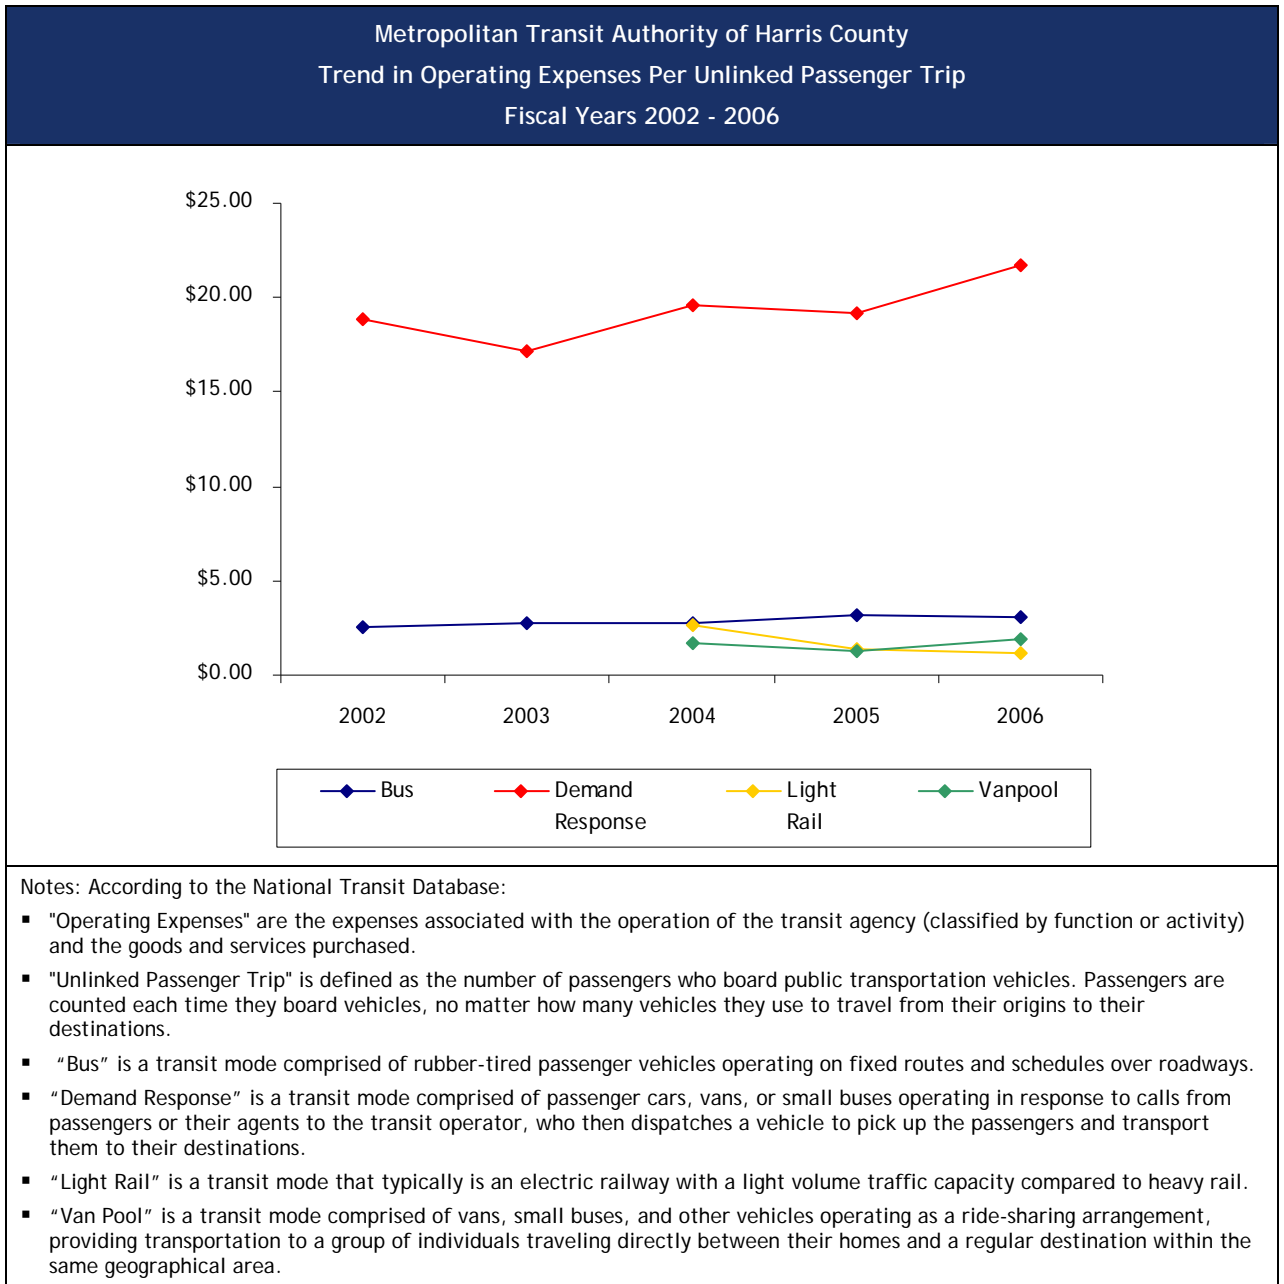 Metropolitan Transit Authority of Harris County
Trend in Operating Expenses Per Unlinked Passenger Trip
Fiscal Years 2002 - 2006
$25.00
$20.00
$15.00
$10.00
$5.00
$0.00
2002 2003 2004 2005 2006
Bus Demand Light Vanpool
Response Rail
Notes: According to the National Transit Database:
▪ "Operating Expenses" are the expenses associated with the operation of the transit agency (classified by function or activity)
and the goods and services purchased.
▪ "Unlinked Passenger Trip" is defined as the number of passengers who board public transportation vehicles. Passengers are
counted each time they board vehicles, no matter how many vehicles they use to travel from their origins to their
destinations.
▪ “Bus” is a transit mode comprised of rubber-tired passenger vehicles operating on fixed routes and schedules over roadways.
▪ “Demand Response” is a transit mode comprised of passenger cars, vans, or small buses operating in response to calls from
passengers or their agents to the transit operator, who then dispatches a vehicle to pick up the passengers and transport
them to their destinations.
▪ “Light Rail” is a transit mode that typically is an electric railway with a light volume traffic capacity compared to heavy rail.
▪ “Van Pool” is a transit mode comprised of vans, small buses, and other vehicles operating as a ride-sharing arrangement,
providing transportation to a group of individuals traveling directly between their homes and a regular destination within the
same geographical area.